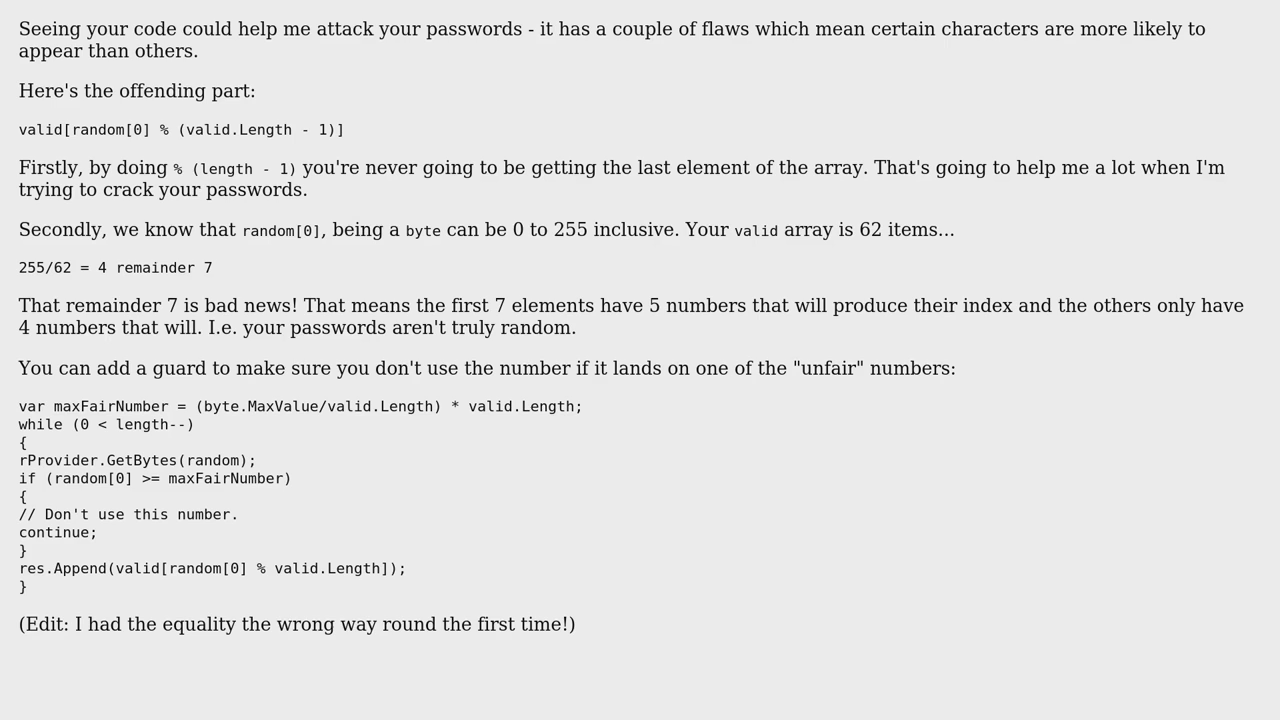 Seeing your code could help me attack your passwords - it has a couple of flaws which mean certain characters are more likely to
appear than others.
Here's the offending part:
valid[random[0] % (valid.Length - 1)]
Firstly, by doing % (length - 1) you're never going to be getting the last element of the array. That's going to help me a lot when I'm
trying to crack your passwords.
Secondly, we know that random[0], being a byte can be 0 to 255 inclusive. Your valid array is 62 items...
255/62 = 4 remainder 7
That remainder 7 is bad news! That means the first 7 elements have 5 numbers that will produce their index and the others only have
4 numbers that will. I.e. your passwords aren't truly random.
You can add a guard to make sure you don't use the number if it lands on one of the "unfair" numbers:
var maxFairNumber = (byte.MaxValue/valid.Length) * valid.Length;
while (0 < length--)
{
rProvider.GetBytes(random);
if (random[0] >= maxFairNumber)
{
// Don't use this number.
continue;
}
res.Append(valid[random[0] % valid.Length]);
}
(Edit: I had the equality the wrong way round the first time!)